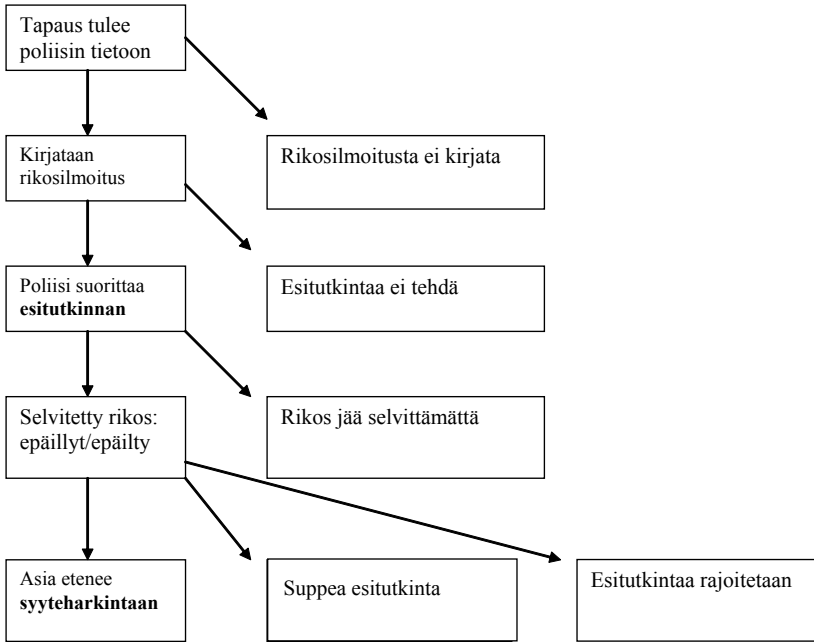 Tapaus tulee
poliisin tietoon
Kirjataan
rikosilmoitus
Rikosilmoitusta ei kirjata
Poliisi suorittaa
esitutkinnan
Esitutkintaa ei tehdä
Selvitetty rikos:
epäillyt/epäilty
Rikos jää selvittämättä
Asia etenee
syyteharkintaan
Suppea esitutkinta
Esitutkintaa rajoitetaan